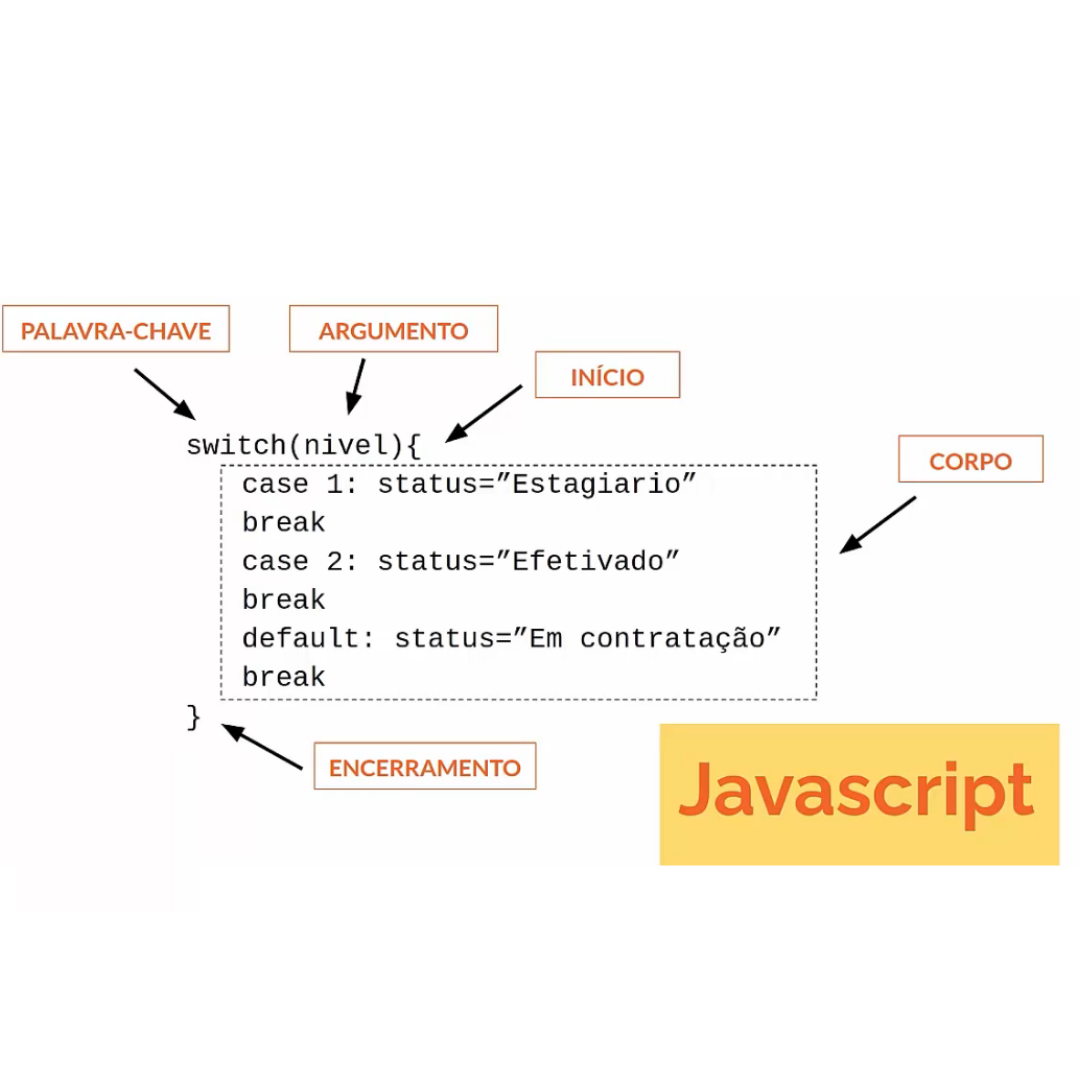 PALAVRA-CHAVE
ARGUMENTO
INÍCIO
switch(nivel){
CORPO
case 1: status=”Estagiario”
break
case 2: status=”Efetivado”
break
default: status=”Em contratação”
break
}
ENCERRAMENTO
Javascript